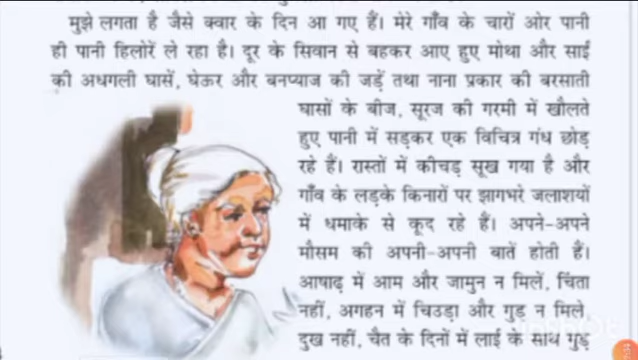 मुझे लगता है जैसे क्वार के दिन आ गए हैं। मेरे गाँव के चारों ओर पानी
ही पानी हिलोरें ले रहा है। दूर के सिवान से बहकर आए हुए मोथा और साईं
की अधगली घासें, घेऊर और बनप्याज की जड़ें तथा नाना प्रकार की बरसाती
घासों के बीज, सूरज की गरमी में खौलते
हुए पानी में सड़कर एक विचित्र गंध छोड़
रहे हैं। रास्तों में कीचड़ सूख गया है और
गाँव के लड़के किनारों पर झागभरे जलाशयों
में धमाके से कूद रहे हैं। अपने-अपने
मौसम की अपनी-अपनी बातें होती हैं।
आषाढ़ में आम और जामुन न मिलें, चिंता
नहीं, अगहन में चिउड़ा और गुड़ न मिले,
दुख नहीं, चैत के दिनों में लाई के साथ गुड़